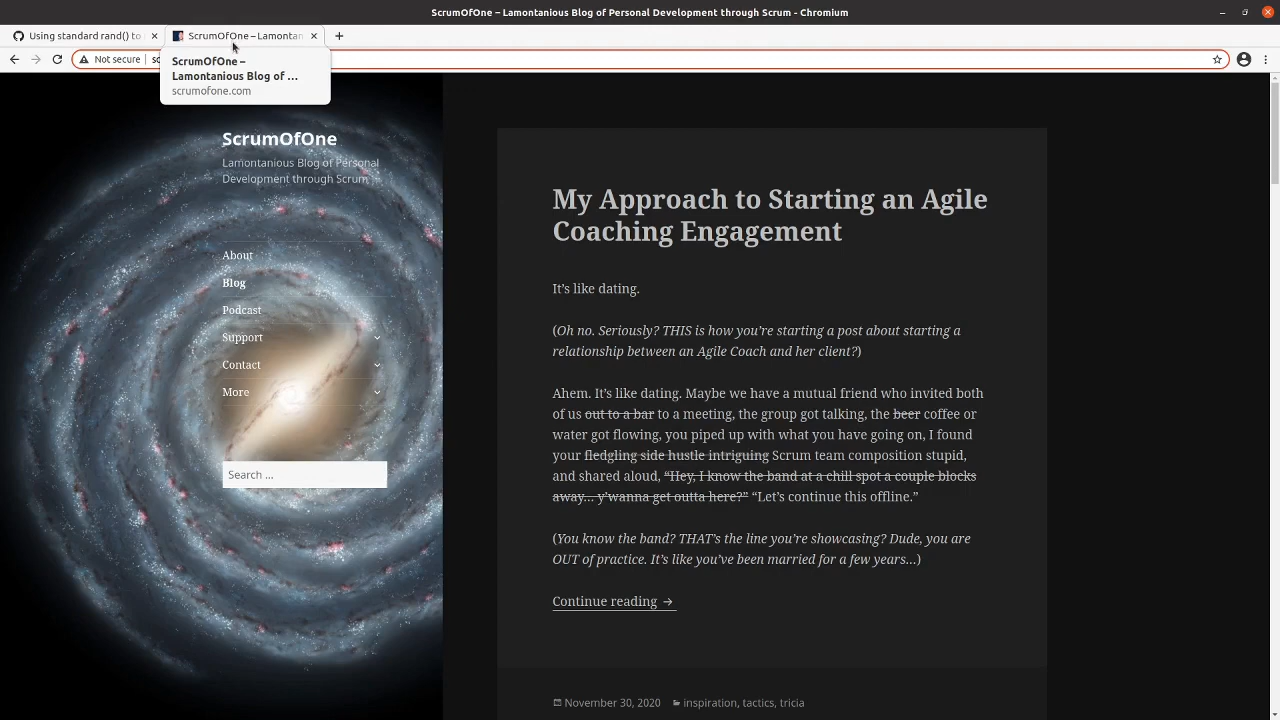 ScrumOfOne – Lamontanious Blog of Personal Development through Scrum - Chromium
Using standard rand() to
ScrumOfOne – Lamontan
Not secure
ScrumOfOne –
Lamontanious Blog of ...
scrumofone.com
ScrumOfOne
Lamontanious Blog of Personal
Development through Scrum
About
Blog
Podcast
Support
Contact
More
Search …
My Approach to Starting an Agile
Coaching Engagement
It’s like dating.
(Oh no. Seriously? THIS is how you’re starting a post about starting a
relationship between an Agile Coach and her client?)
Ahem. It’s like dating. Maybe we have a mutual friend who invited both
of us out to a bar to a meeting, the group got talking, the beer coffee or
water got flowing, you piped up with what you have going on, I found
your fledgling side hustle intriguing Scrum team composition stupid,
and shared aloud, “Hey, I know the band at a chill spot a couple blocks
away… y’wanna get outta here?” “Let’s continue this offline.”
(You know the band? THAT’s the line you’re showcasing? Dude, you are
OUT of practice. It’s like you’ve been married for a few years…)
Continue reading →
November 30, 2020 inspiration, tactics, tricia